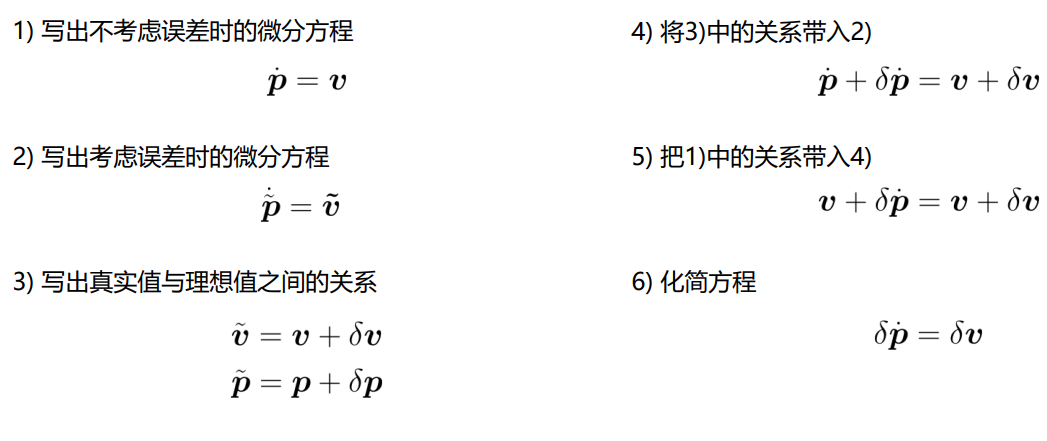 1) 写出不考虑误差时的微分方程
$\dot{\boldsymbol{p}} = \boldsymbol{v}$
2) 写出考虑误差时的微分方程
$\dot{\tilde{\boldsymbol{p}}} = \tilde{\boldsymbol{v}}$
3) 写出真实值与理想值之间的关系
$\tilde{\boldsymbol{v}} = \boldsymbol{v} + \delta \boldsymbol{v}$
$\tilde{\boldsymbol{p}} = \boldsymbol{p} + \delta \boldsymbol{p}$
4) 将3)中的关系带入2)
$\dot{\boldsymbol{p}} + \delta \dot{\boldsymbol{p}} = \boldsymbol{v} + \delta \boldsymbol{v}$
5) 把1)中的关系带入4)
$\boldsymbol{v} + \delta \dot{\boldsymbol{p}} = \boldsymbol{v} + \delta \boldsymbol{v}$
6) 化简方程
$\delta \dot{\boldsymbol{p}} = \delta \boldsymbol{v}$